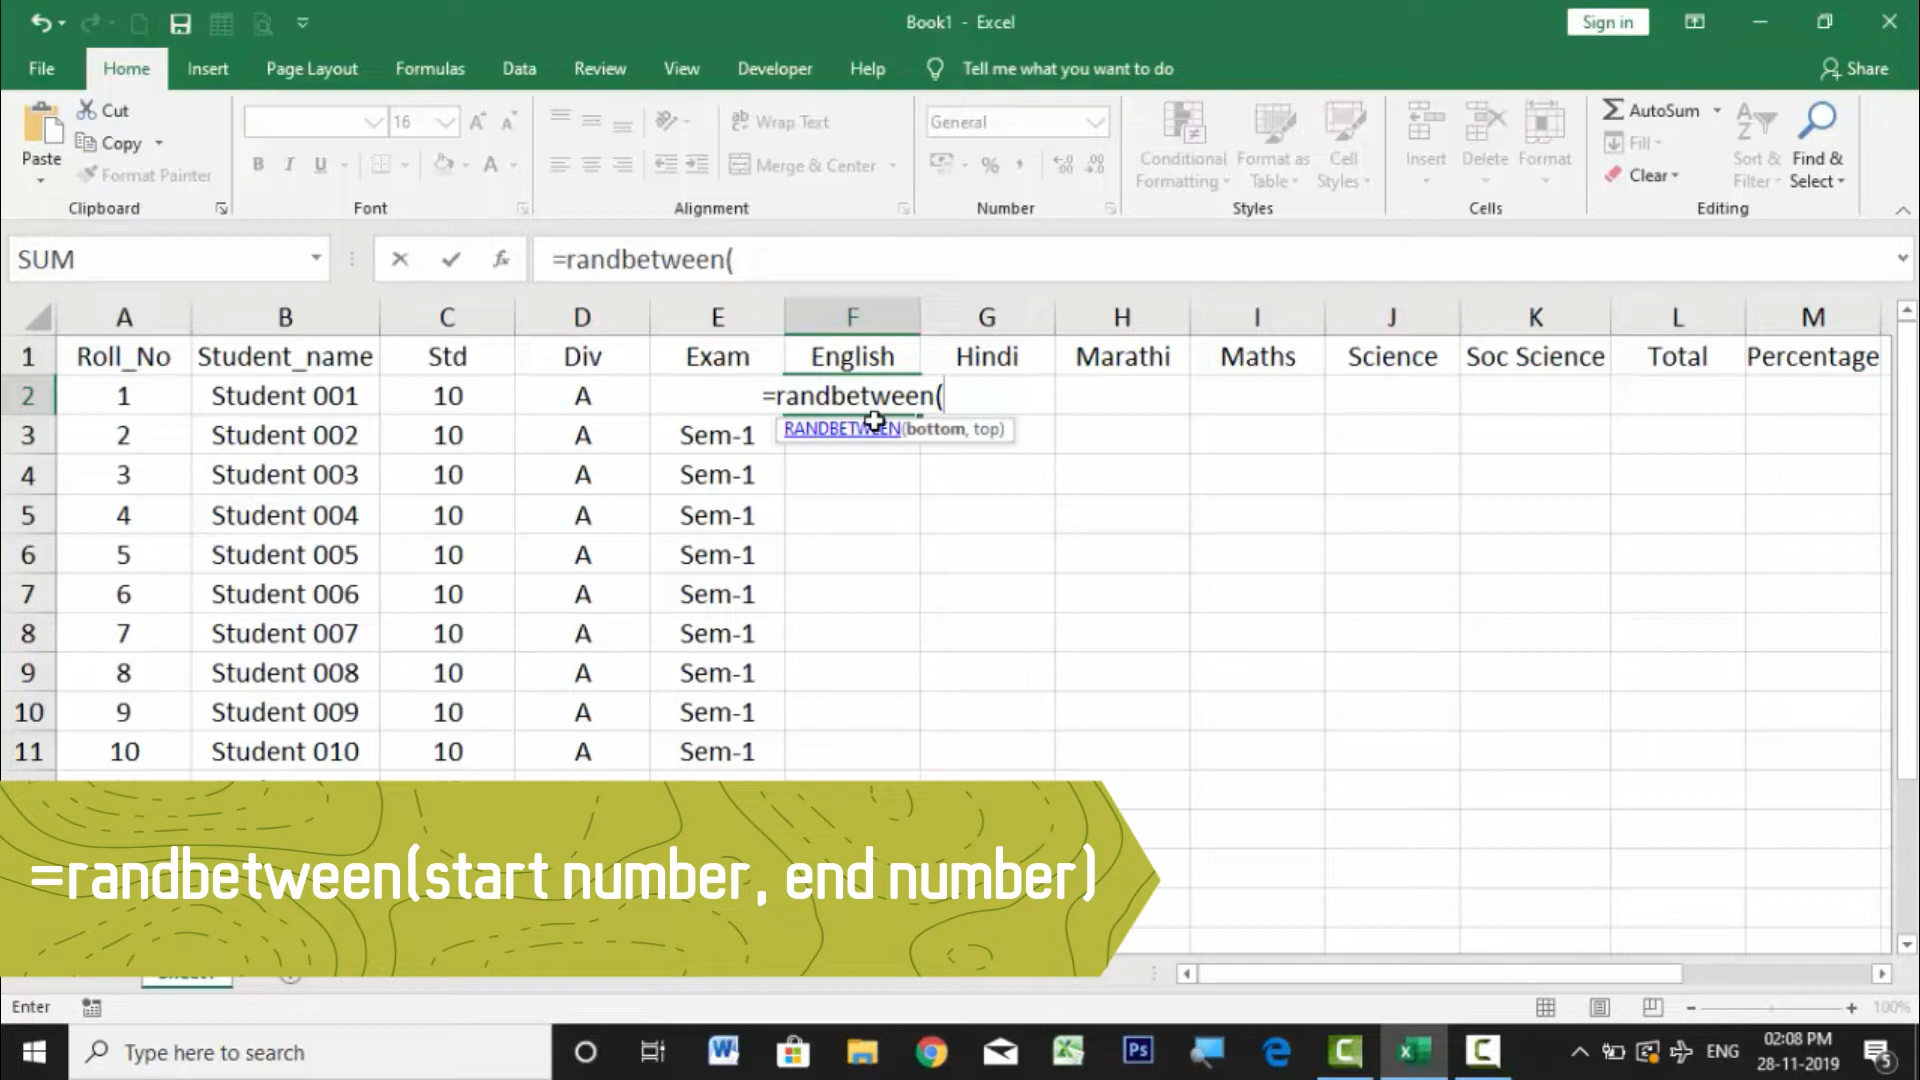 Book1 - Excel
Sign in
File Home Insert Page Layout Formulas Data Review View Developer Help Tell me what you want to do Share
Paste
Cut
Copy
Format Painter
Clipboard
16
B I U A
Font
ab Wrap Text
Merge & Center
Alignment
General
% ,
Number
Conditional Formatting
Format as Table
Cell Styles
Styles
Insert Delete Format
Cells
AutoSum
Fill
Clear
Sort & Filter
Find & Select
Editing
SUM fx =randbetween(
A B C D E F G H I J K L M
1 Roll_No Student_name Std Div Exam English Hindi Marathi Maths Science Soc Science Total Percentage
2 1 Student 001 10 A =randbetween(
RANDBETWEEN(bottom, top)
3 2 Student 002 10 A Sem-1
4 3 Student 003 10 A Sem-1
5 4 Student 004 10 A Sem-1
6 5 Student 005 10 A Sem-1
7 6 Student 006 10 A Sem-1
8 7 Student 007 10 A Sem-1
9 8 Student 008 10 A Sem-1
10 9 Student 009 10 A Sem-1
11 10 Student 010 10 A Sem-1
=randbetween(start number, end number)
Enter
100%
Type here to search
Ps
ENG
02:08 PM
28-11-2019
5